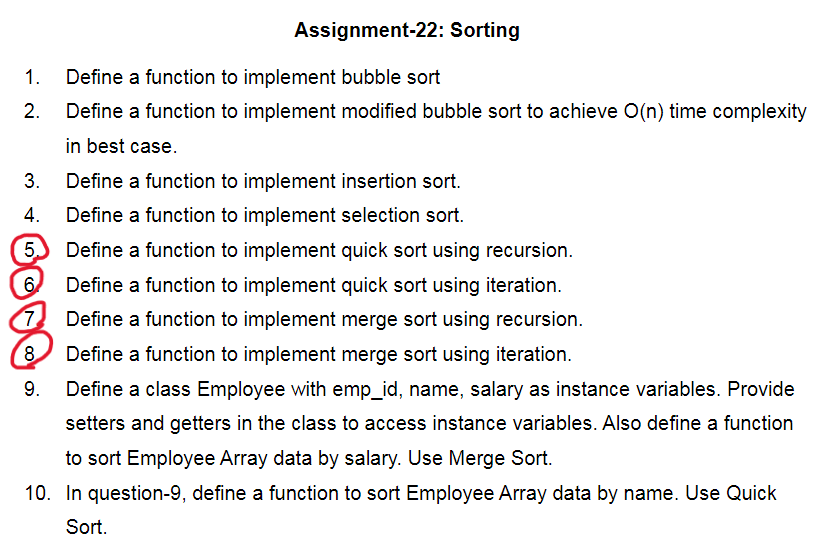 Assignment-22: Sorting
1. Define a function to implement bubble sort
2. Define a function to implement modified bubble sort to achieve O(n) time complexity
in best case.
3. Define a function to implement insertion sort.
4. Define a function to implement selection sort.
5. Define a function to implement quick sort using recursion.
6. Define a function to implement quick sort using iteration.
7. Define a function to implement merge sort using recursion.
8. Define a function to implement merge sort using iteration.
9. Define a class Employee with emp_id, name, salary as instance variables. Provide
setters and getters in the class to access instance variables. Also define a function
to sort Employee Array data by salary. Use Merge Sort.
10. In question-9, define a function to sort Employee Array data by name. Use Quick
Sort.